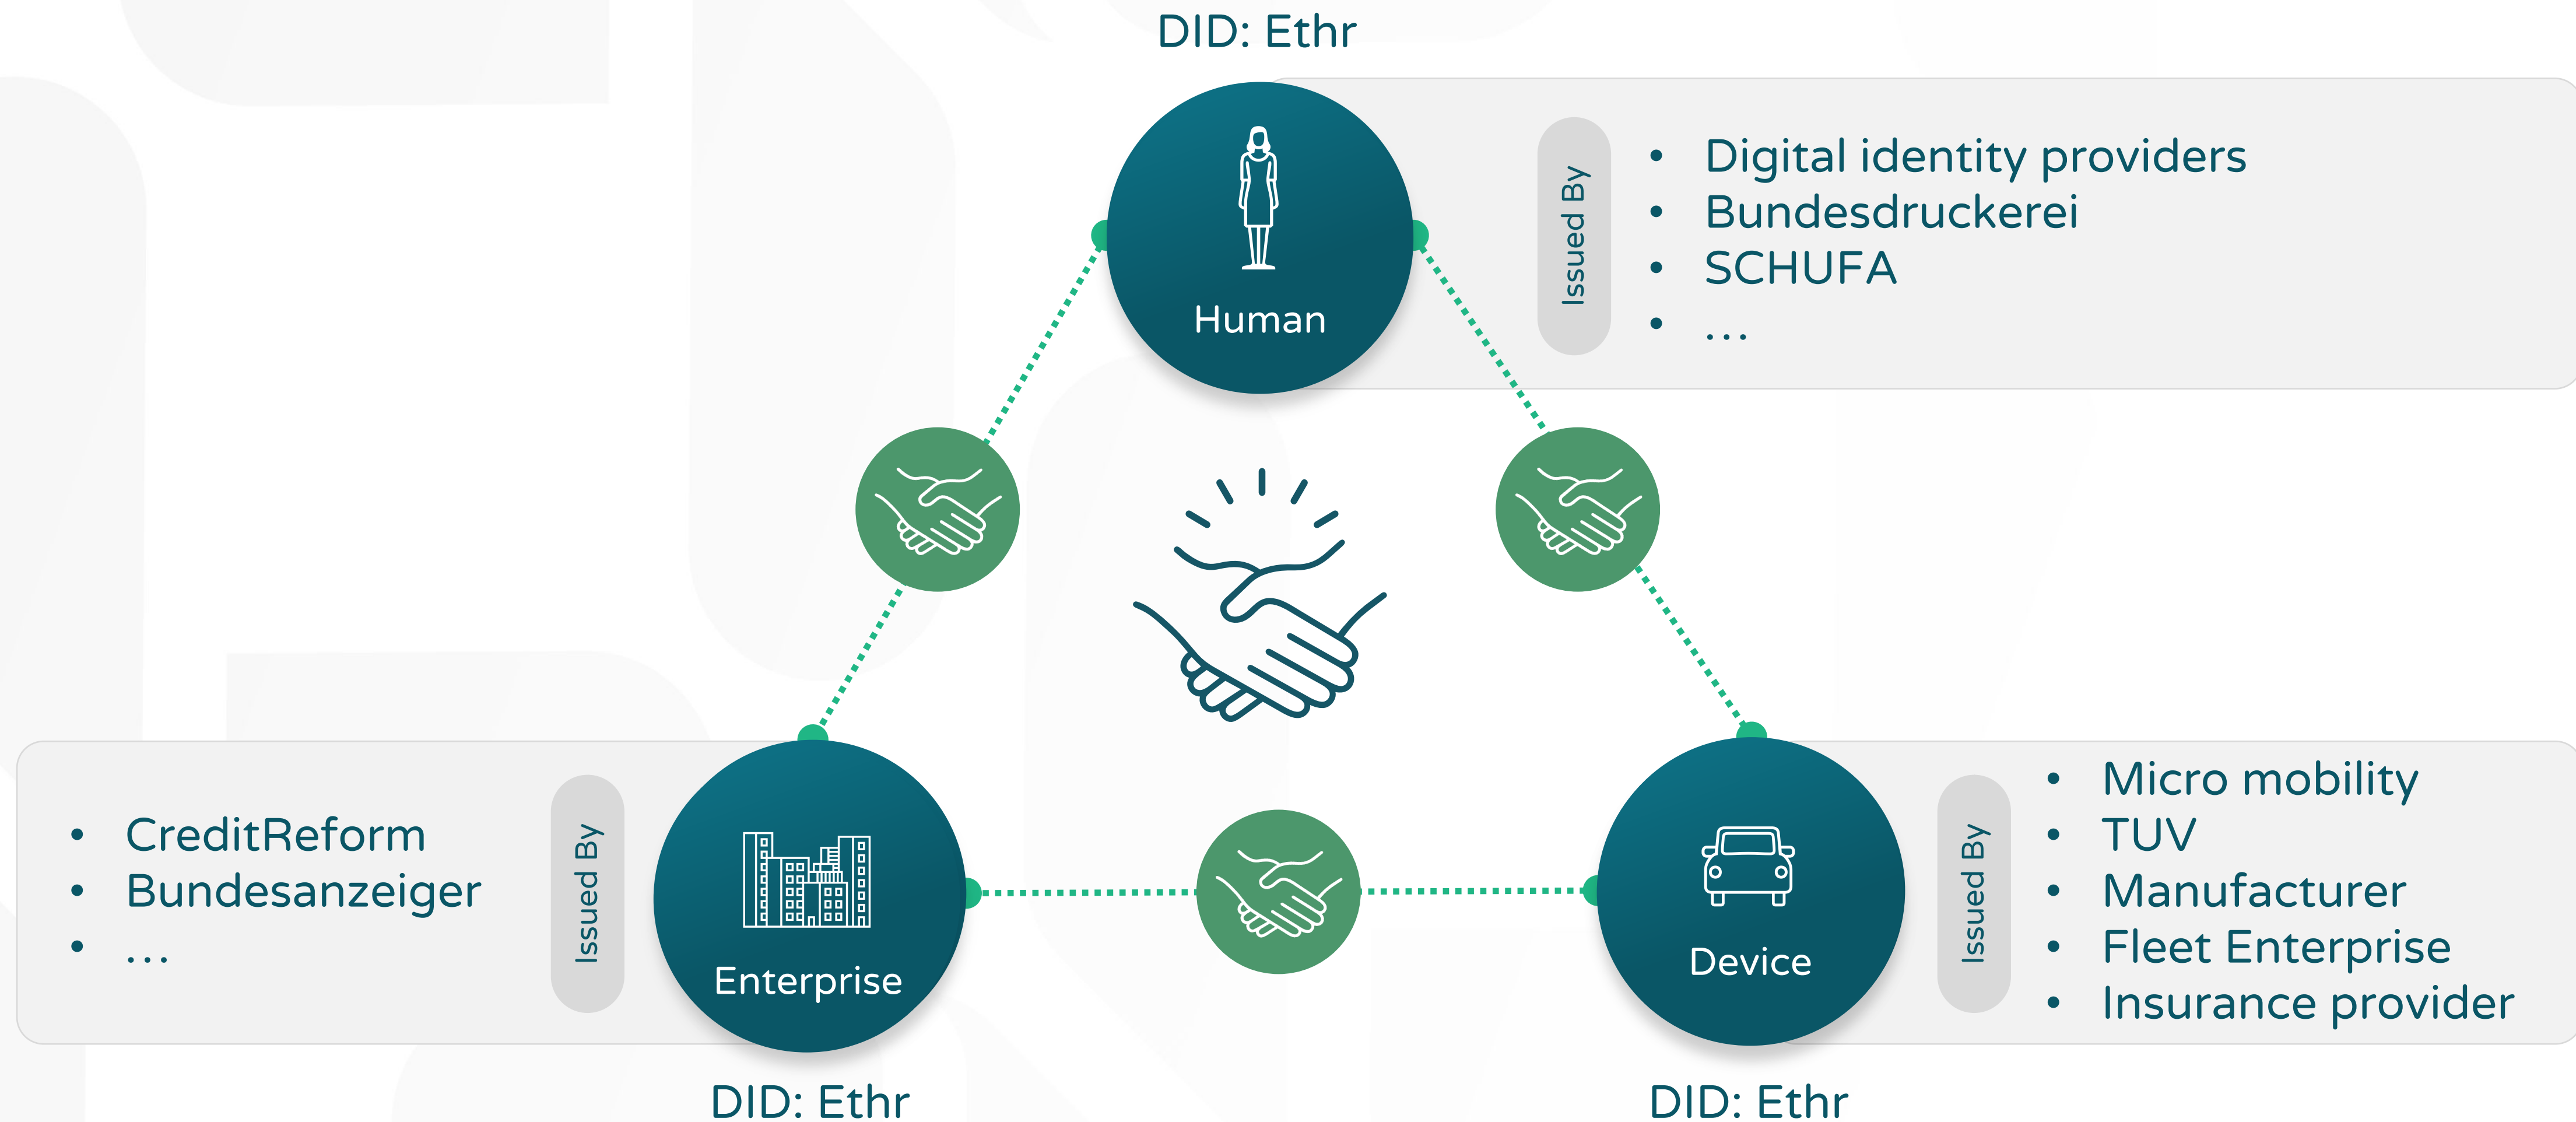 DID: Ethr
Human
Issued By
• Digital identity providers
• Bundesdruckerei
• SCHUFA
• ...
• CreditReform
• Bundesanzeiger
• ...
Issued By
Enterprise
DID: Ethr
Device
Issued By
• Micro mobility
• TUV
• Manufacturer
• Fleet Enterprise
• Insurance provider
DID: Ethr